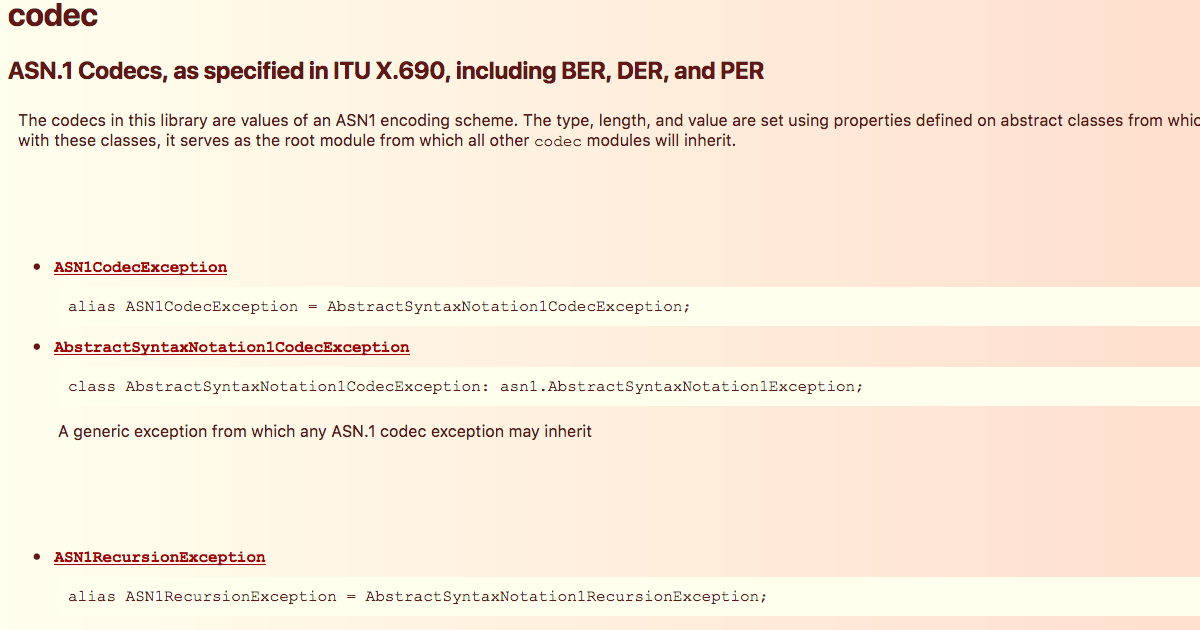 codec
ASN.1 Codecs, as specified in ITU X.690, including BER, DER, and PER
The codecs in this library are values of an ASN1 encoding scheme. The type, length, and value are set using properties defined on abstract classes from
with these classes, it serves as the root module from which all other codec modules will inherit.
ASN1CodecException
alias ASN1CodecException = AbstractSyntaxNotation1CodecException;
AbstractSyntaxNotation1CodecException
class AbstractSyntaxNotation1CodecException: asn1.AbstractSyntaxNotation1Exception;
A generic exception from which any ASN.1 codec exception may inherit
ASN1RecursionException
alias ASN1RecursionException = AbstractSyntaxNotation1RecursionException;